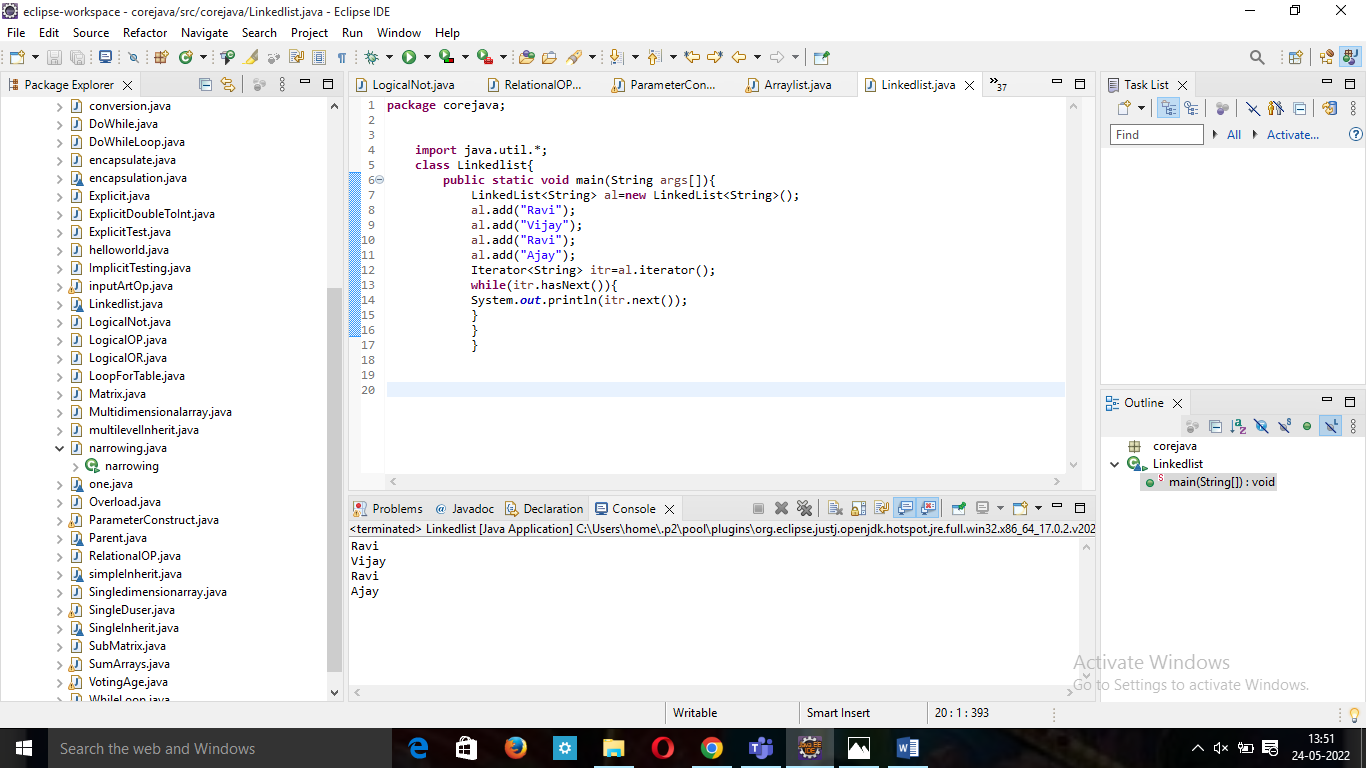 eclipse-workspace - corejava/src/corejava/Linkedlist.java - Eclipse IDE
File Edit Source Refactor Navigate Search Project Run Window Help
Package Explorer
conversion.java
DoWhile.java
DoWhileLoop.java
encapsulate.java
encapsulation.java
Explicit.java
ExplicitDoubleToInt.java
ExplicitTest.java
helloworld.java
ImplicitTesting.java
inputArtOp.java
Linkedlist.java
LogicalNot.java
LogicalOP.java
LogicalOR.java
LoopForTable.java
Matrix.java
Multidimensionalarray.java
multilevelInherit.java
narrowing.java
narrowing
one.java
Overload.java
ParameterConstruct.java
Parent.java
RelationalOP.java
simpleInherit.java
Singledimensionarray.java
SingleDuser.java
SingleInherit.java
SubMatrix.java
SumArrays.java
VotingAge.java
WhileLoop.java
LogicalNot.java RelationalOP... ParameterCon... Arraylist.java Linkedlist.java »37
1 package corejava;
2
3
4 import java.util.*;
5 class Linkedlist{
6 public static void main(String args[]){
7 LinkedList<String> al=new LinkedList<String>();
8 al.add("Ravi");
9 al.add("Vijay");
10 al.add("Ravi");
11 al.add("Ajay");
12 Iterator<String> itr=al.iterator();
13 while(itr.hasNext()){
14 System.out.println(itr.next());
15 }
16 }
17 }
18
19
20
Problems @ Javadoc Declaration Console
<terminated> Linkedlist [Java Application] C:\Users\home\.p2\pool\plugins\org.eclipse.justj.openjdk.hotspot.jre.full.win32.x86_64_17.0.2.v202
Ravi
Vijay
Ravi
Ajay
Task List
Find All Activate...
Outline
corejava
Linkedlist
main(String[]) : void
Activate Windows
Go to Settings to activate Windows.
Writable Smart Insert 20 : 1 : 393
Search the web and Windows
13:51
24-05-2022